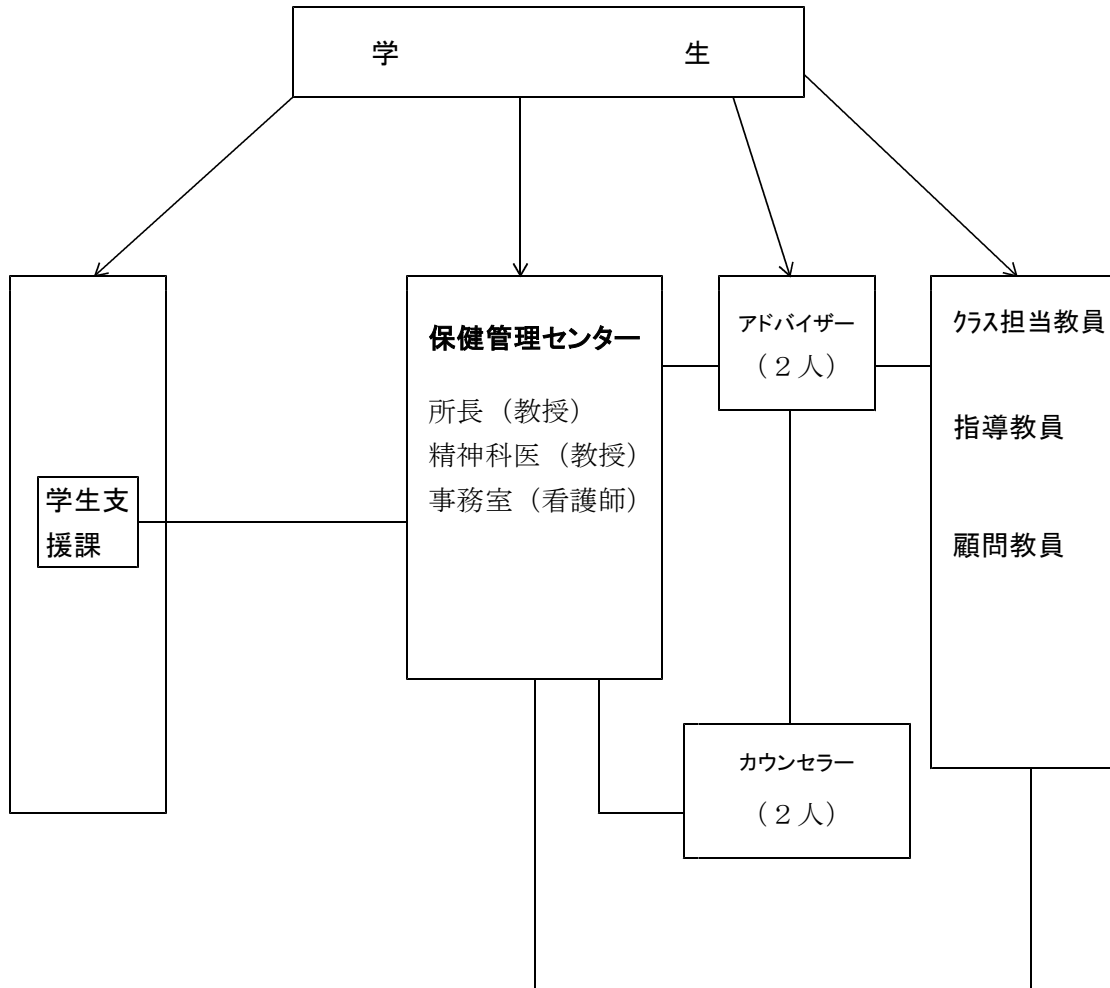 学　生
保健管理センター
所長（教授）
精神科医（教授）
事務室（看護師）
アドバイザー
（２人）
クラス担当教員
指導教員
顧問教員
学生支
援課
カウンセラー
（２人）